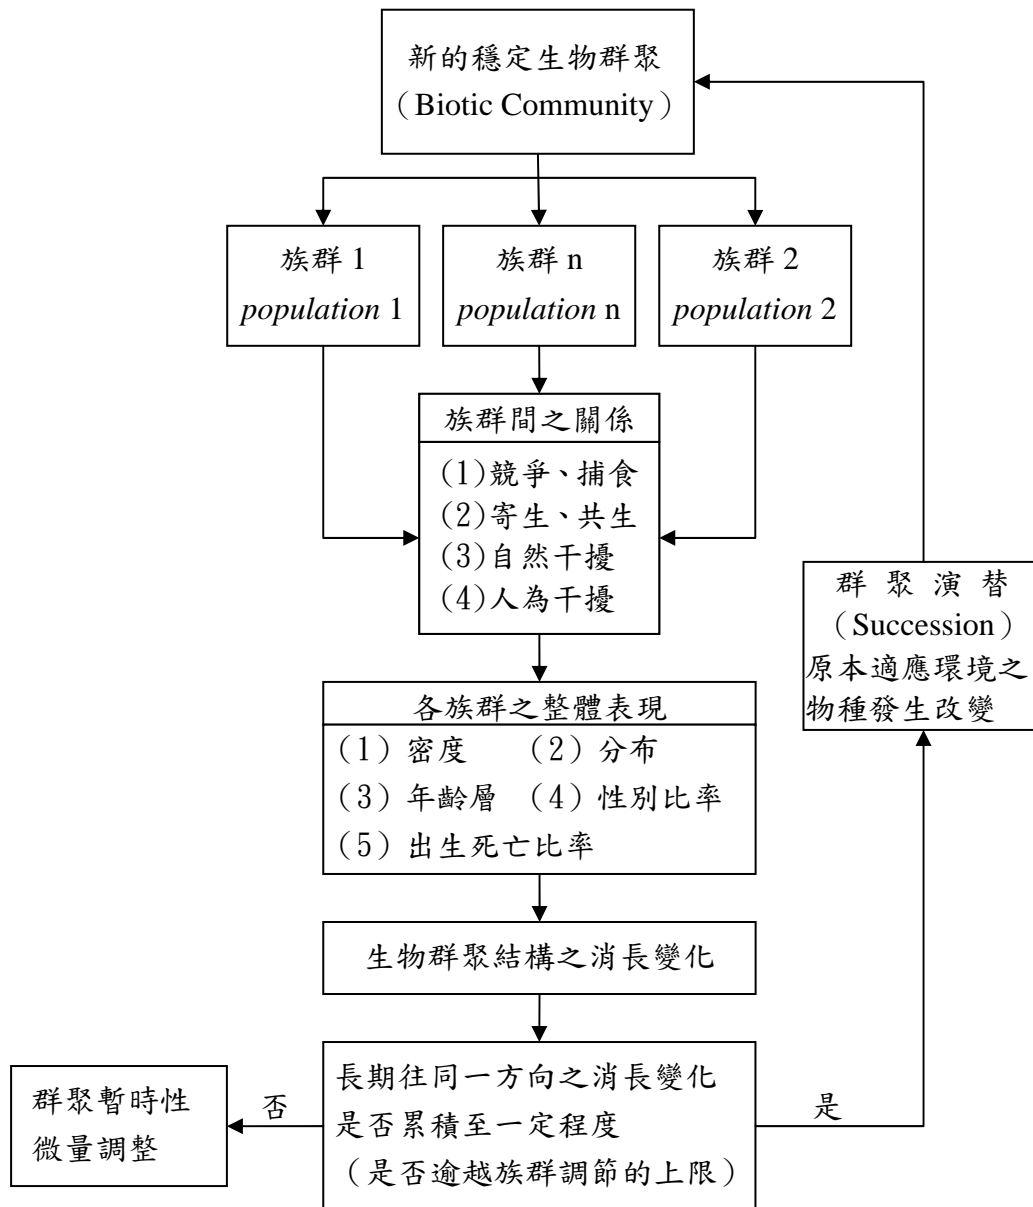 新的穩定生物群聚
（Biotic Community）
族群 1
population 1
族群 n
population n
族群 2
population 2
族群間之關係
(1)競爭、捕食
(2)寄生、共生
(3)自然干擾
(4)人為干擾
群聚演替
（Succession）
原本適應環境之
物種發生改變
各族群之整體表現
（1）密度 （2）分布
（3）年齡層 （4）性別比率
（5）出生死亡比率
生物群聚結構之消長變化
長期往同一方向之消長變化
是否累積至一定程度
（是否逾越族群調節的上限）
否
是
群聚暫時性
微量調整